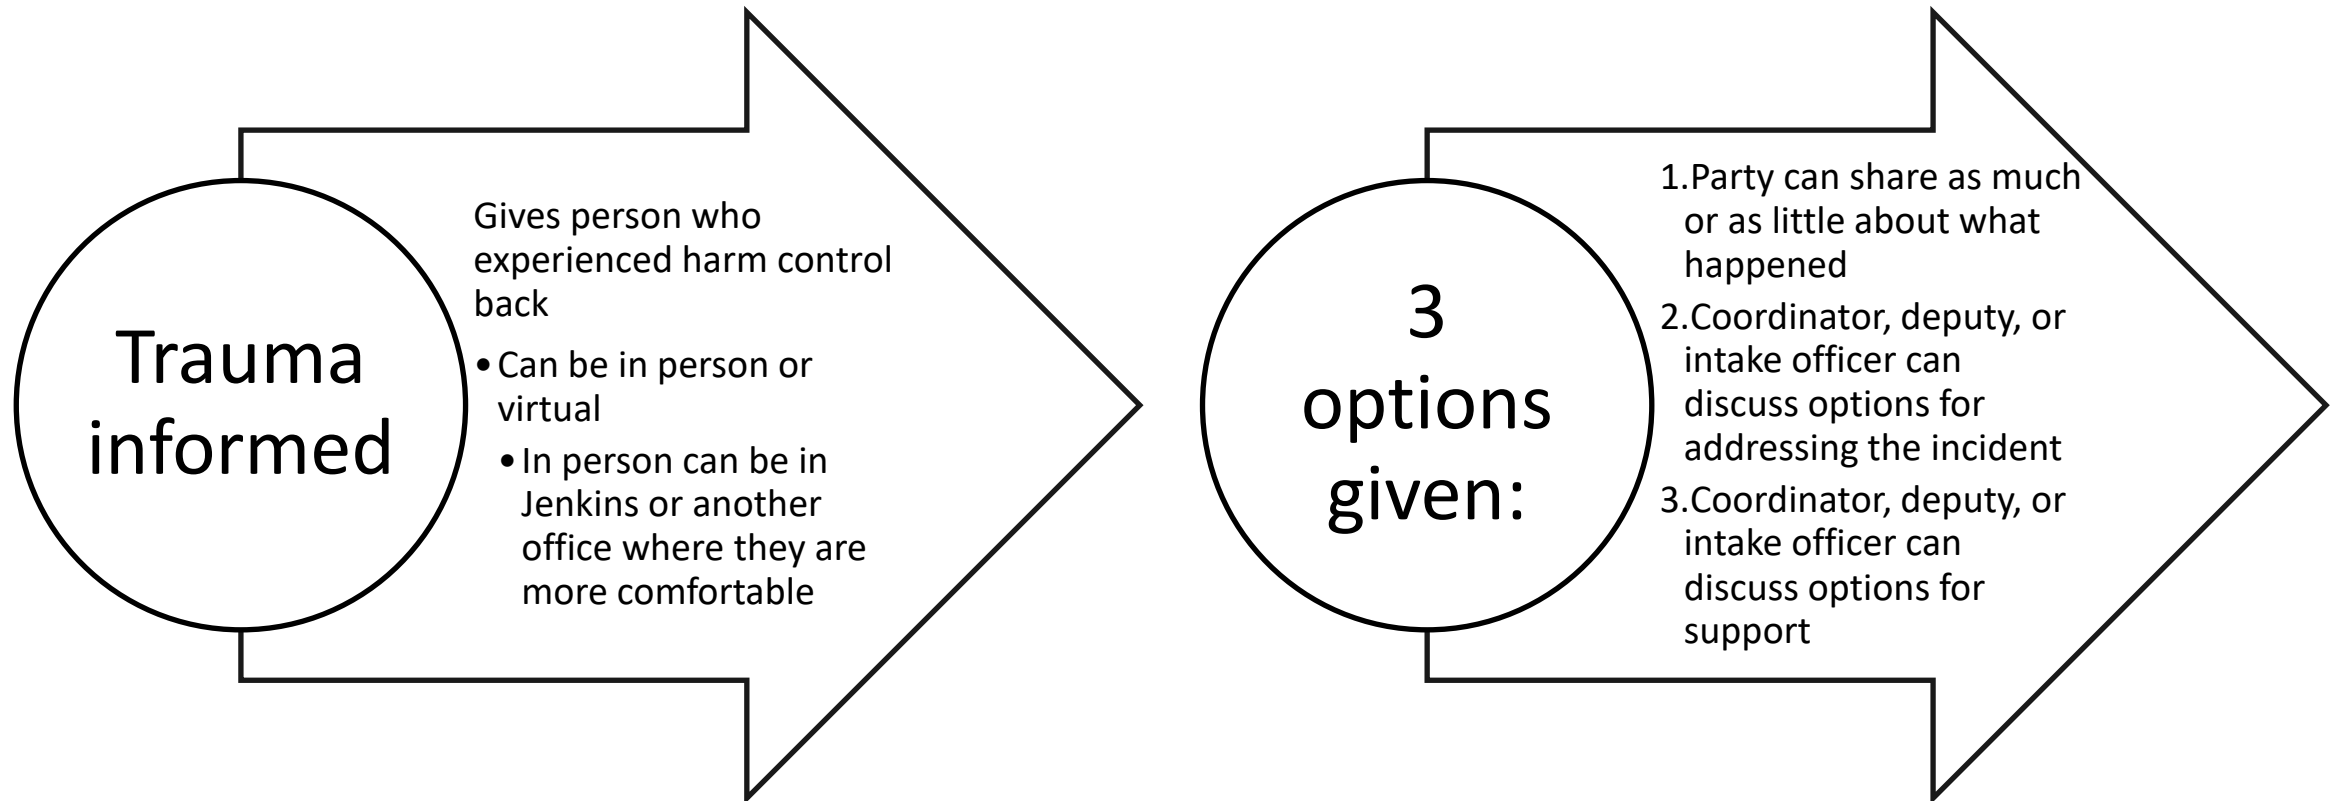 Trauma
informed
Gives person who
experienced harm control
back
•Can be in person or
virtual
•In person can be in
Jenkins or another
office where they are
more comfortable
3
options
given:
1.Party can share as much
or as little about what
happened
2.Coordinator, deputy, or
intake officer can
discuss options for
addressing the incident
3.Coordinator, deputy, or
intake officer can
discuss options for
support